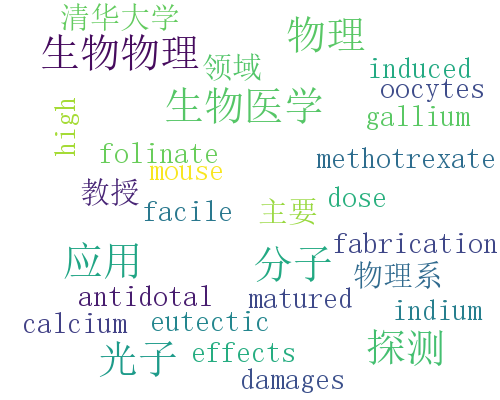 清华大学
物理
生物物理
领域
induced
oocytes
生物医学
high
gallium
folinate
methotrexate
mouse
教授
dose
facile
主要
fabrication
应用
分子
物理系
antidotal
matured
indium
calcium
eutectic
探测
光子
effects
damages